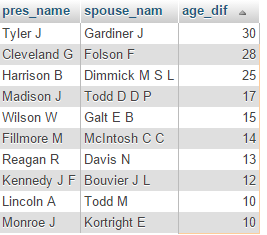 pres_name spouse_nam age_dif
Tyler J Gardiner J 30
Cleveland G Folson F 28
Harrison B Dimmick M S L 25
Madison J Todd D D P 17
Wilson W Galt E B 15
Fillmore M McIntosh C C 14
Reagan R Davis N 13
Kennedy J F Bouvier J L 12
Lincoln A Todd M 10
Monroe J Kortright E 10